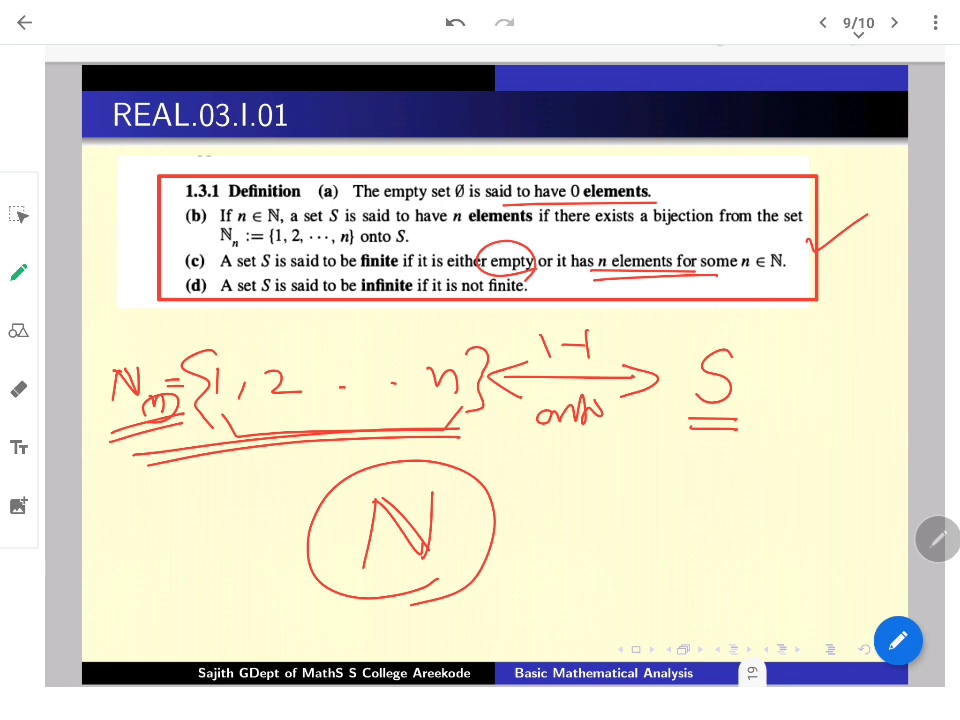 9/10
REAL.03.I.01
1.3.1 Definition (a) The empty set ∅ is said to have 0 elements.
(b) If n ∈ ℕ, a set S is said to have n elements if there exists a bijection from the set
ℕₙ := {1, 2, ⋯, n} onto S.
(c) A set S is said to be finite if it is either empty or it has n elements for some n ∈ ℕ.
(d) A set S is said to be infinite if it is not finite.
1-1
Nₙ = {1, 2 . . n} S
onto
N
Tт
Sajith GDept of MathS S College Areekode Basic Mathematical Analysis 19